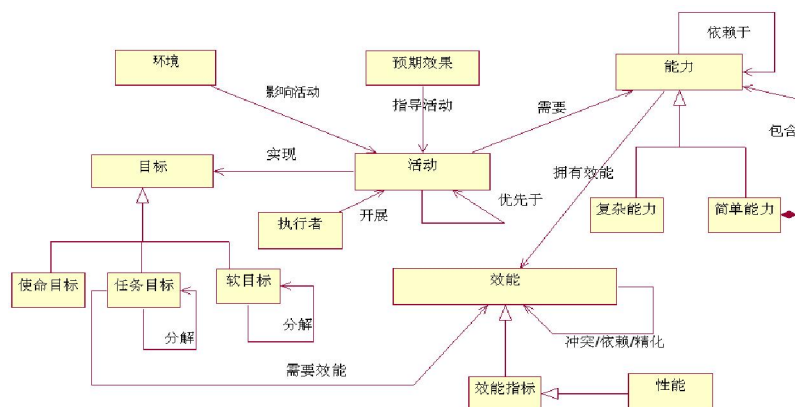 依赖于
环境
预期效果
能力
影响活动
指导活动
需要
包含
目标
实现
活动
拥有效能
优先于
执行者
开展
复杂能力
简单能力
使命目标
任务目标
软目标
效能
分解
分解
冲突/依赖/精化
需要效能
效能指标
性能